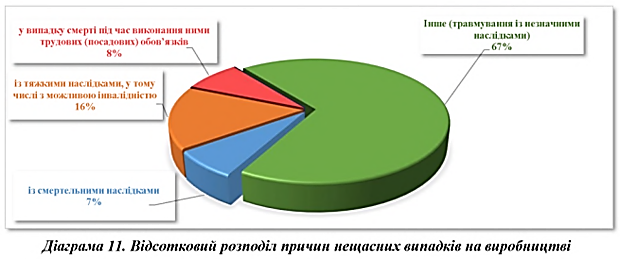 у випадку смерті під час виконання ними
трудових (посадових) обов'язків
8%
Інше (травмування із незначними
наслідками)
67%
із тяжкими наслідками, у тому
числі з можливою інвалідністю
16%
із смертельними наслідками
7%
Діаграма 11. Відсотковий розподіл причин нещасних випадків на виробництві